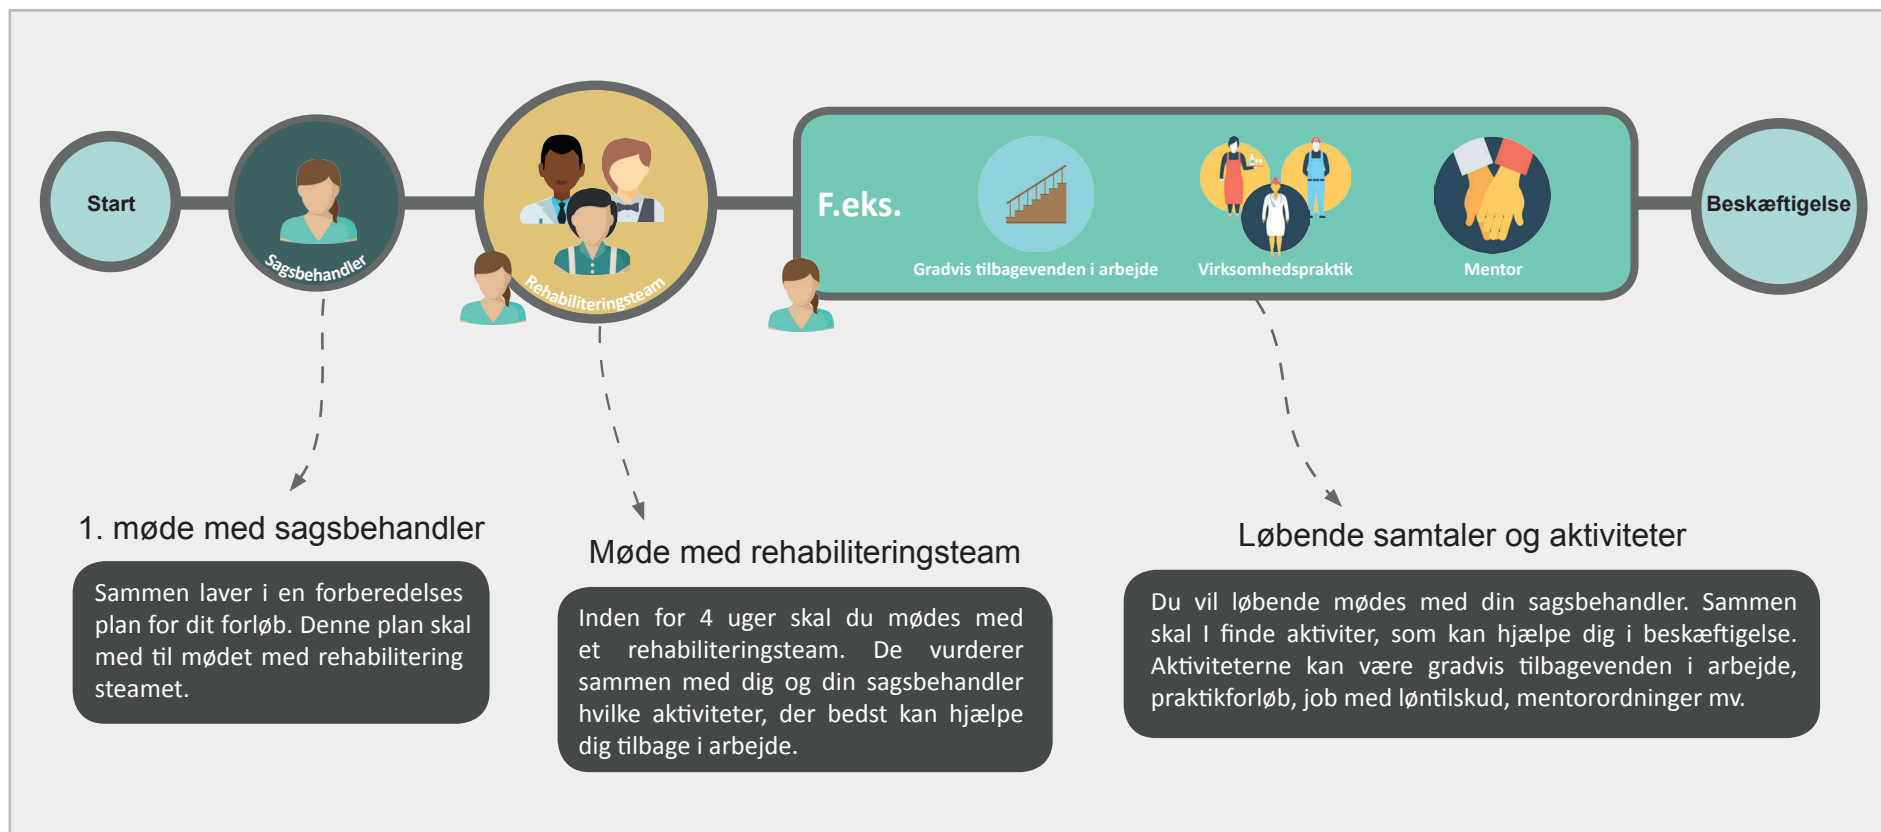 Start
Sagsbehandler
Rehabiliteringsteam
F.eks.
Gradvis tilbagevenden i arbejde
Virksomhedspraktik
Mentor
Beskæftigelse
1. møde med sagsbehandler
Sammen laver i en forberedelses
plan for dit forløb. Denne plan skal
med til mødet med rehabilitering
steamet.
Møde med rehabiliteringsteam
Inden for 4 uger skal du mødes med
et rehabiliteringsteam. De vurderer
sammen med dig og din sagsbehandler
hvilke aktiviteter, der bedst kan hjælpe
dig tilbage i arbejde.
Løbende samtaler og aktiviteter
Du vil løbende mødes med din sagsbehandler. Sammen
skal I finde aktiviter, som kan hjælpe dig i beskæftigelse.
Aktiviteterne kan være gradvis tilbagevenden i arbejde,
praktikforløb, job med løntilskud, mentorordninger mv.